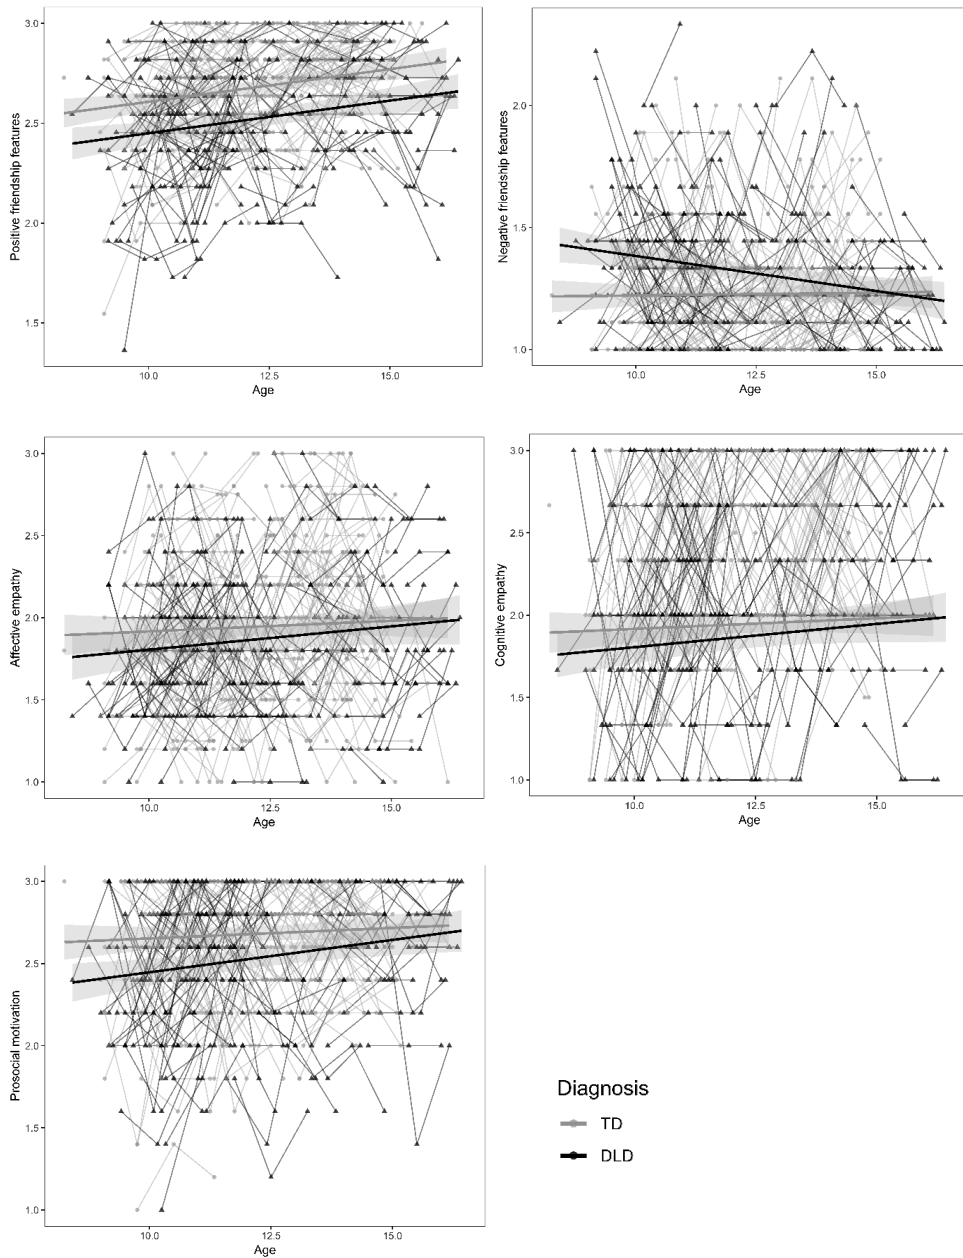 Positive friendship features
3.0
2.5
2.0
1.5
10.0 12.5 15.0
Age
Negative friendship features
2.0
1.5
1.0
10.0 12.5 15.0
Age
Affective empathy
3.0
2.5
2.0
1.5
1.0
10.0 12.5 15.0
Age
Cognitive empathy
3.0
2.5
2.0
1.5
1.0
10.0 12.5 15.0
Age
Prosocial motivation
3.0
2.5
2.0
1.5
1.0
10.0 12.5 15.0
Age
Diagnosis
TD
DLD